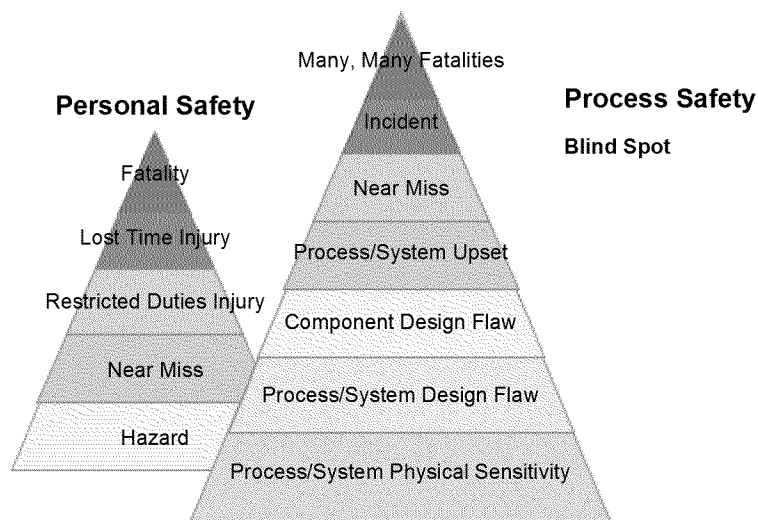 Personal Safety
Fatality
Lost Time Injury
Restricted Duties Injury
Near Miss
Hazard
Many, Many Fatalities
Incident
Near Miss
Process/System Upset
Component Design Flaw
Process/System Design Flaw
Process/System Physical Sensitivity
Process Safety
Blind Spot